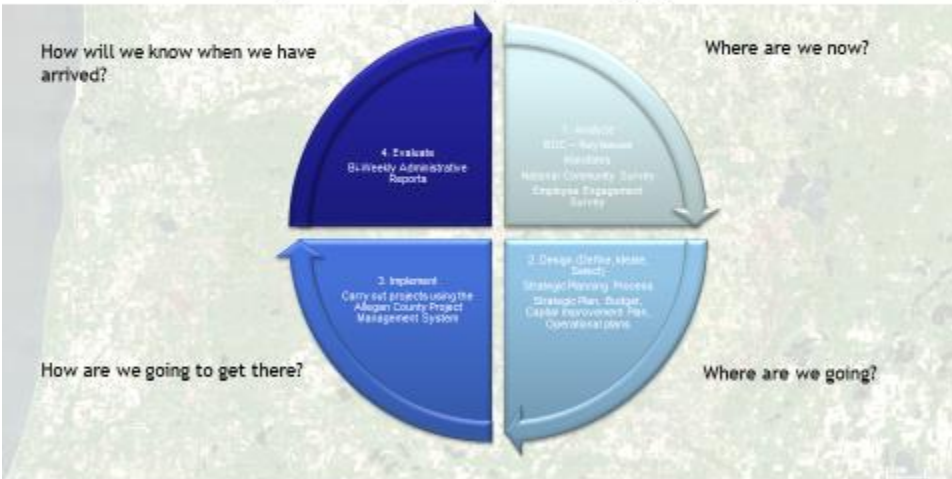 How will we know when we have
arrived?
Where are we now?
4. Evaluate
Bi-Weekly Administrative
Reports
1. Analyze
National Community Survey
Employee Engagement
Survey
3. Implement
Carry out projects using the
Allegan County Project
Management System
2. Design (Define, Ideate,
Select)
Strategic Planning Process
Strategic Plan, Budget,
Capital Improvement Plan,
Operational plans
How are we going to get there?
Where are we going?